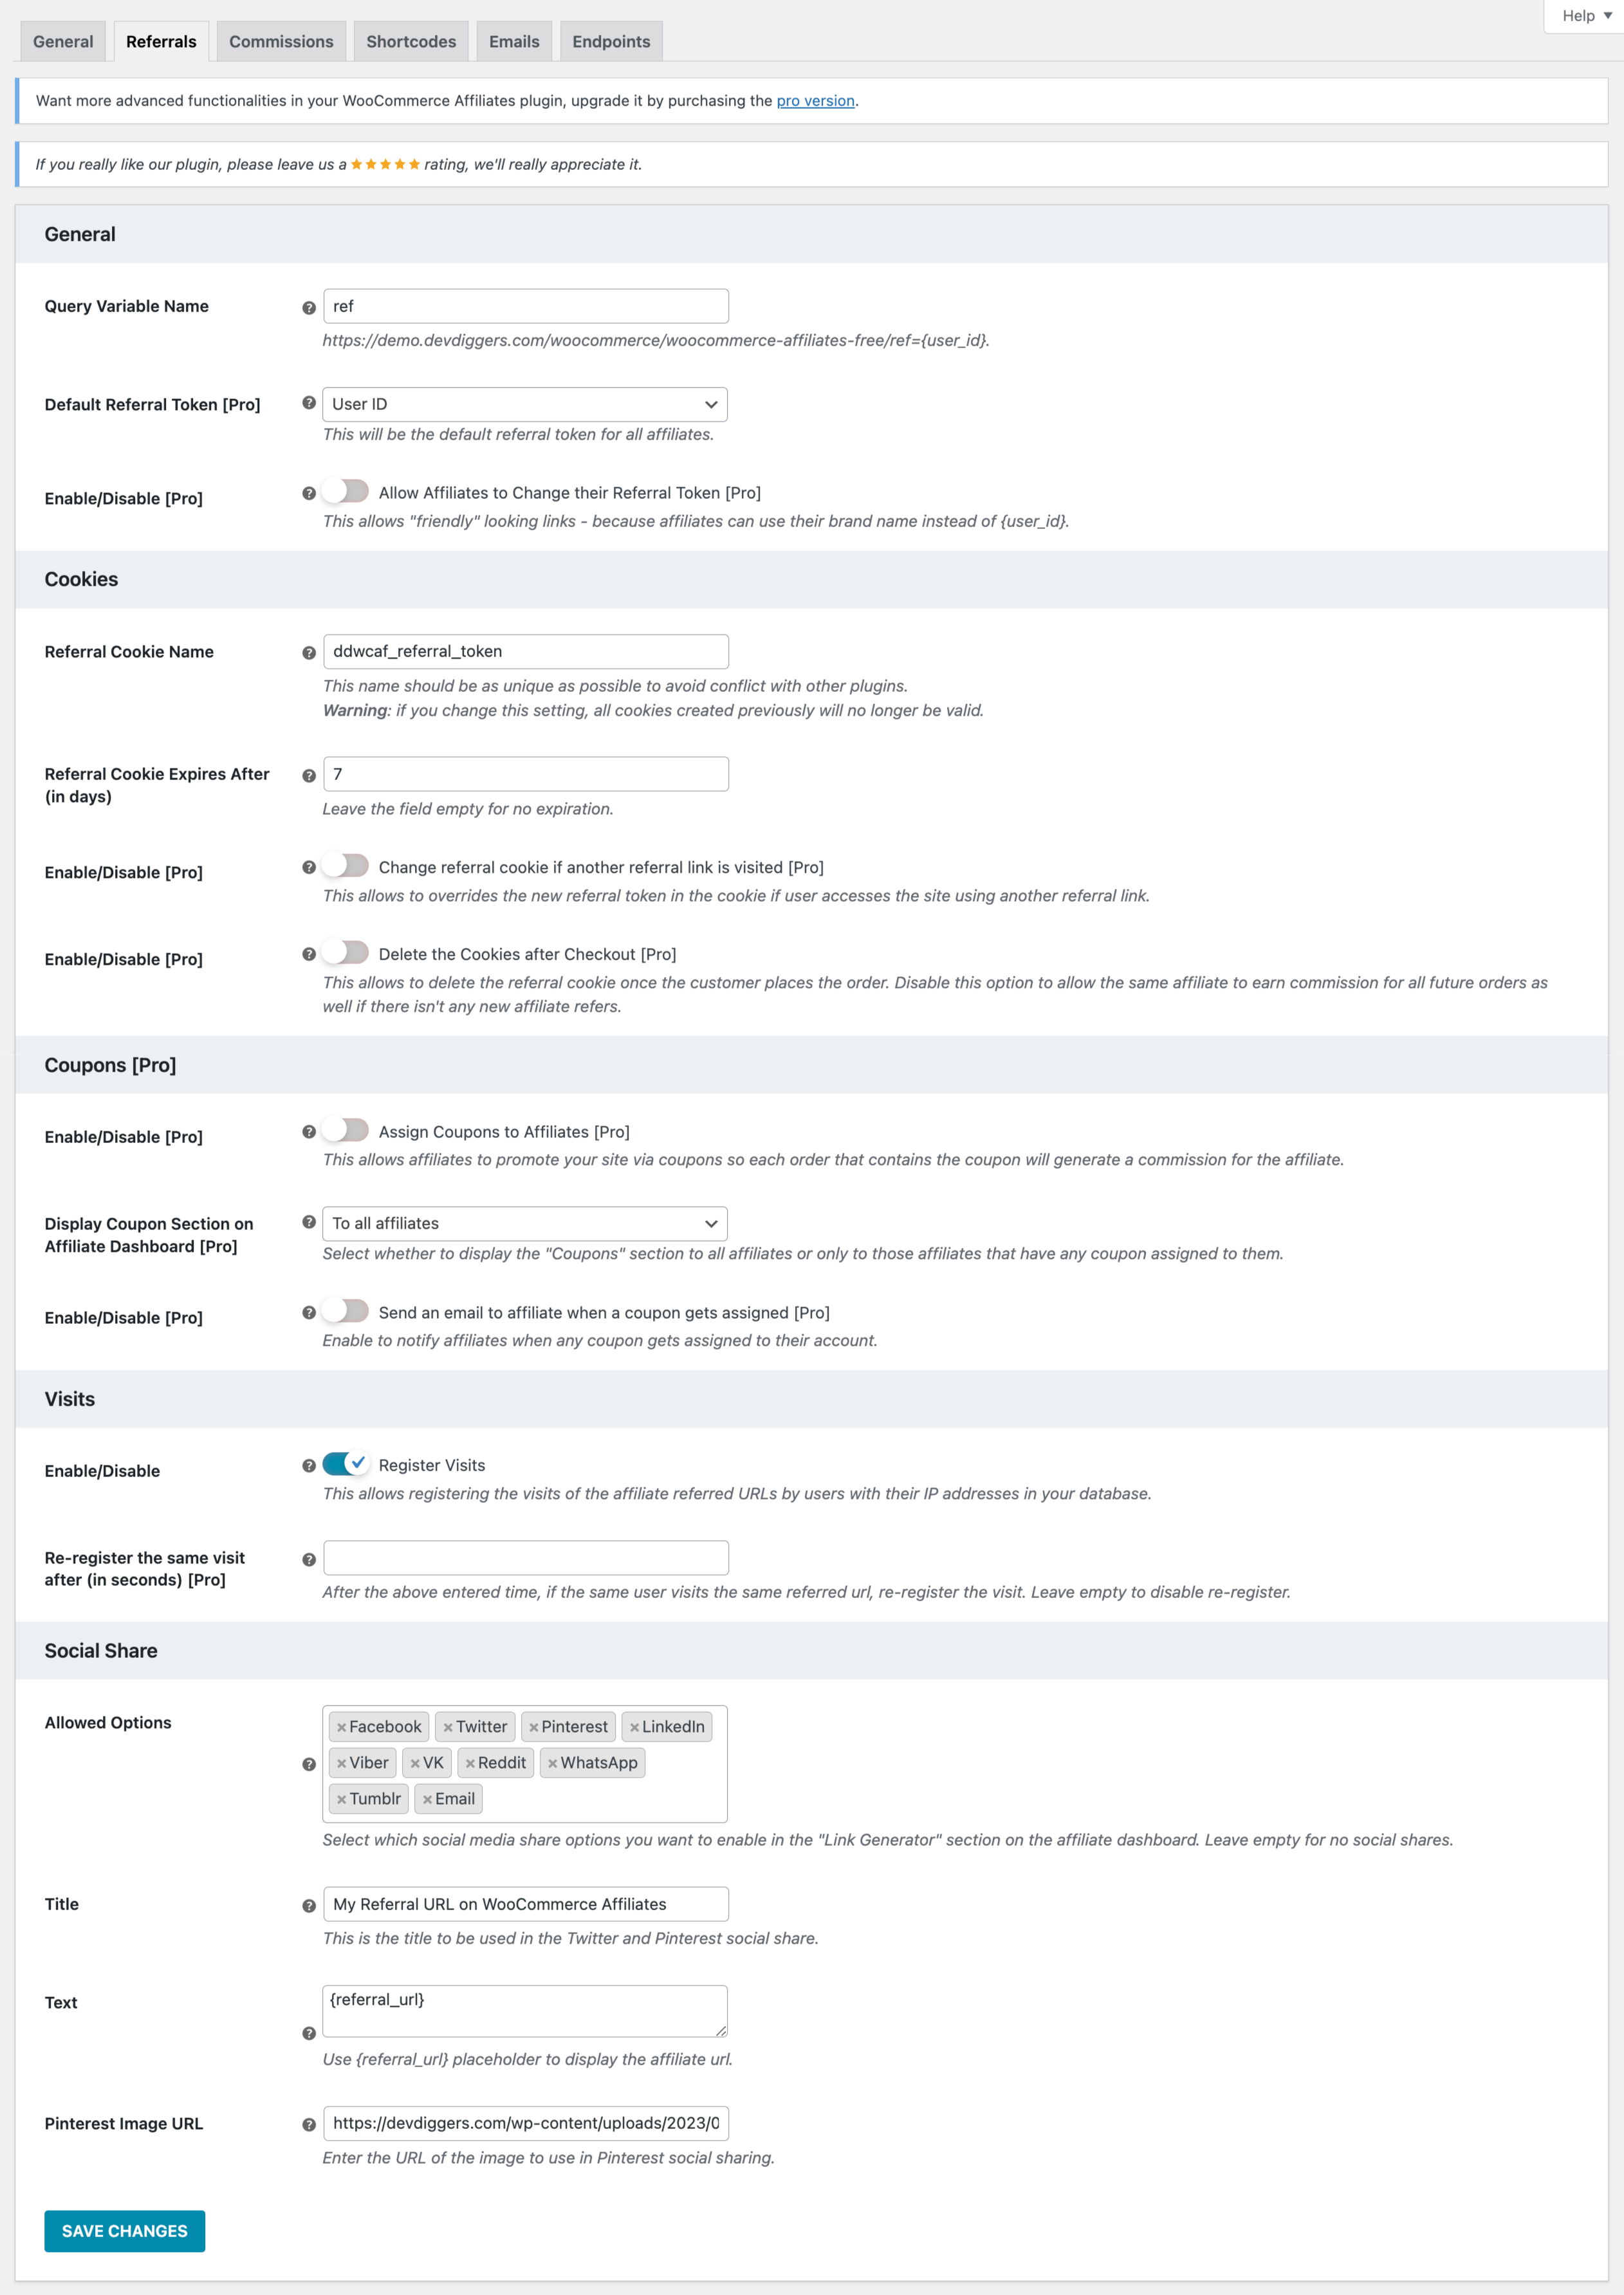 Help
General Referrals Commissions Shortcodes Emails Endpoints
Want more advanced functionalities in your WooCommerce Affiliates plugin, upgrade it by purchasing the pro version.
If you really like our plugin, please leave us a ★★★★★ rating, we'll really appreciate it.
General
Query Variable Name
ref
https://demo.devdiggers.com/woocommerce/woocommerce-affiliates-free/ref={user_id}.
Default Referral Token [Pro]
User ID
This will be the default referral token for all affiliates.
Enable/Disable [Pro]
Allow Affiliates to Change their Referral Token [Pro]
This allows "friendly" looking links - because affiliates can use their brand name instead of {user_id}.
Cookies
Referral Cookie Name
ddwcaf_referral_token
This name should be as unique as possible to avoid conflict with other plugins.
Warning: if you change this setting, all cookies created previously will no longer be valid.
Referral Cookie Expires After
(in days)
7
Leave the field empty for no expiration.
Enable/Disable [Pro]
Change referral cookie if another referral link is visited [Pro]
This allows to overrides the new referral token in the cookie if user accesses the site using another referral link.
Enable/Disable [Pro]
Delete the Cookies after Checkout [Pro]
This allows to delete the referral cookie once the customer places the order. Disable this option to allow the same affiliate to earn commission for all future orders as
well if there isn't any new affiliate refers.
Coupons [Pro]
Enable/Disable [Pro]
Assign Coupons to Affiliates [Pro]
This allows affiliates to promote your site via coupons so each order that contains the coupon will generate a commission for the affiliate.
Display Coupon Section on
Affiliate Dashboard [Pro]
To all affiliates
Select whether to display the "Coupons" section to all affiliates or only to those affiliates that have any coupon assigned to them.
Enable/Disable [Pro]
Send an email to affiliate when a coupon gets assigned [Pro]
Enable to notify affiliates when any coupon gets assigned to their account.
Visits
Enable/Disable
Register Visits
This allows registering the visits of the affiliate referred URLs by users with their IP addresses in your database.
Re-register the same visit
after (in seconds) [Pro]
After the above entered time, if the same user visits the same referred url, re-register the visit. Leave empty to disable re-register.
Social Share
Allowed Options
×Facebook ×Twitter ×Pinterest ×LinkedIn
×Viber ×VK ×Reddit ×WhatsApp
×Tumblr ×Email
Select which social media share options you want to enable in the "Link Generator" section on the affiliate dashboard. Leave empty for no social shares.
Title
My Referral URL on WooCommerce Affiliates
This is the title to be used in the Twitter and Pinterest social share.
Text
{referral_url}
Use {referral_url} placeholder to display the affiliate url.
Pinterest Image URL
https://devdiggers.com/wp-content/uploads/2023/0
Enter the URL of the image to use in Pinterest social sharing.
SAVE CHANGES